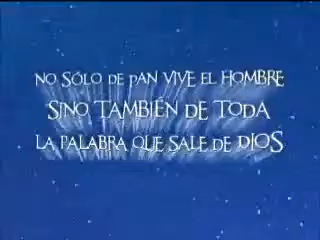 NO SÓLO DE PAN VIVE EL HOMBRE
SINO TAMBIÉN DE TODA
LA PALABRA QUE SALE DE DIOS